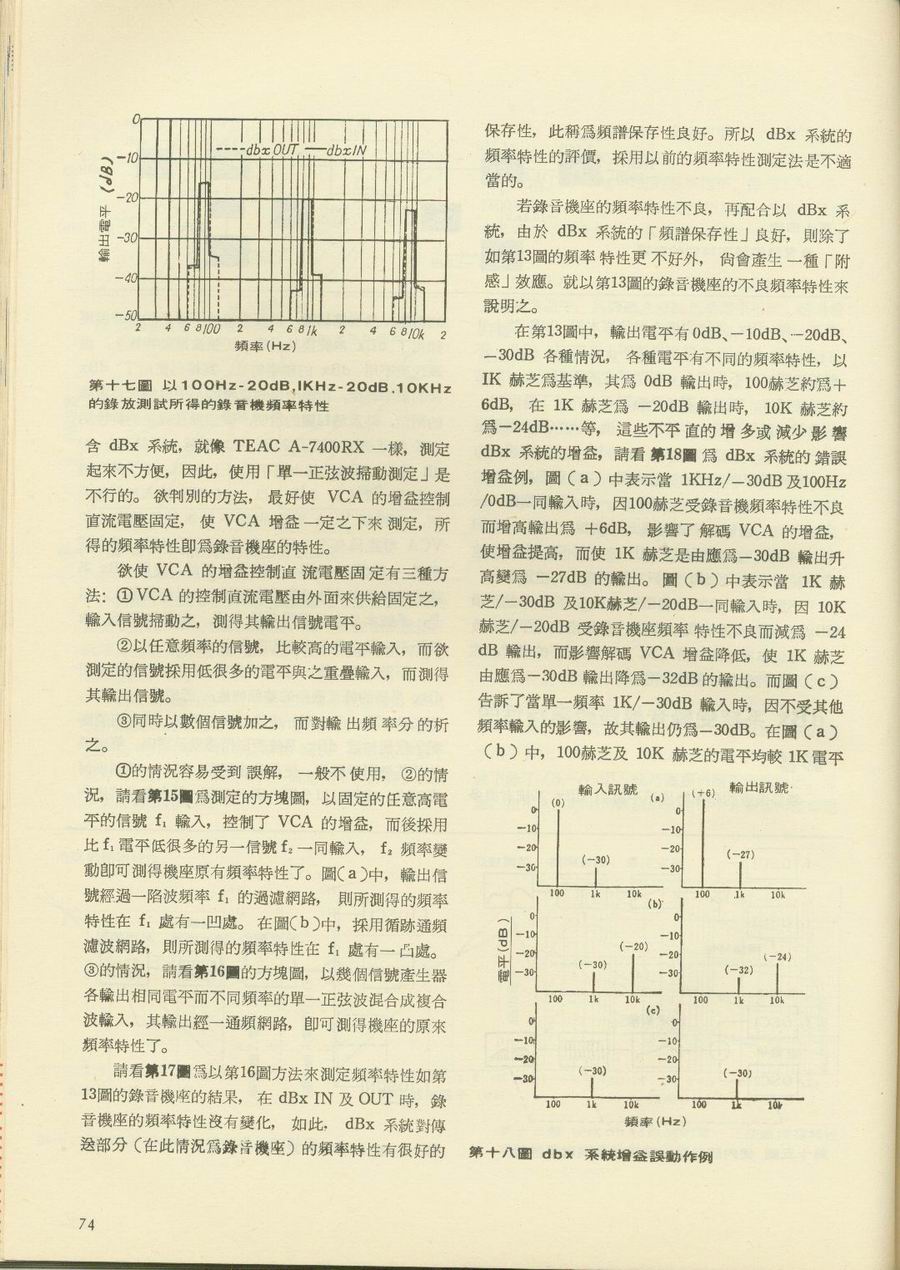 0
-10
-20
-30
-40
-50
輸出電平 (dB)
----dbx OUT —dbx IN
2 4 6 8 100 2 4 6 8 1k 2 4 6 8 10k 2
頻率(Hz)
第十七圖 以100Hz-20dB,1KHz-20dB,10KHz
的錄放測試所得的錄音機頻率特性
含 dBx 系統，就像 TEAC A-7400RX 一樣，測定
起來不方便，因此，使用「單一正弦波掃動測定」是
不行的。欲判別的方法，最好使 VCA 的增益控制
直流電壓固定，使 VCA 增益一定之下來測定，所
得的頻率特性卽爲錄音機座的特性。
欲使 VCA 的增益控制直流電壓固定有三種方
法：①VCA 的控制直流電壓由外面來供給固定之，
輸入信號掃動之，測得其輸出信號電平。
②以任意頻率的信號，比較高的電平輸入，而欲
測定的信號採用低很多的電平與之重疊輸入，而測得
其輸出信號。
③同時以數個信號加之，而對輸出頻率分的析
之。
①的情況容易受到誤解，一般不使用，②的情
況，請看第15圖爲測定的方塊圖，以固定的任意高電
平的信號 f₁ 輸入，控制了 VCA 的增益，而後採用
比 f₁ 電平低很多的另一信號 f₂ 一同輸入，f₂ 頻率變
動卽可測得機座原有頻率特性了。圖(a)中，輸出信
號經過一陷波頻率 f₁ 的過濾網路，則所測得的頻率
特性在 f₁ 處有一凹處。在圖(b)中，採用循跡通頻
濾波網路，則所測得的頻率特性在 f₁ 處有一凸處。
③的情況，請看第16圖的方塊圖，以幾個信號產生器
各輸出相同電平而不同頻率的單一正弦波混合成複合
波輸入，其輸出經一通頻網路，卽可測得機座的原來
頻率特性了。
請看第17圖爲以第16圖方法來測定頻率特性如第
13圖的錄音機座的結果，在 dBx IN 及 OUT 時，錄
音機座的頻率特性沒有變化，如此，dBx 系統對傳
送部分（在此情況爲錄音機座）的頻率特性有很好的
保存性，此稱爲頻譜保存性良好。所以 dBx 系統的
頻率特性的評價，採用以前的頻率特性測定法是不適
當的。
若錄音機座的頻率特性不良，再配合以 dBx 系
統，由於 dBx 系統的「頻譜保存性」良好，則除了
如第13圖的頻率特性更不好外，尙會產生一種「附
感」效應。就以第13圖的錄音機座的不良頻率特性來
說明之。
在第13圖中，輸出電平有0dB、－10dB、－20dB、
－30dB 各種情況，各種電平有不同的頻率特性，以
1K 赫芝爲基準，其爲 0dB 輸出時，100赫芝約爲＋
6dB，在 1K 赫芝爲 －20dB 輸出時，10K 赫芝約
爲－24dB……等，這些不平直的增多或減少影響
dBx 系統的增益，請看第18圖爲 dBx 系統的錯誤
增益例，圖（a）中表示當 1KHz/－30dB 及100Hz
/0dB一同輸入時，因100赫芝受錄音機頻率特性不良
而增高輸出爲 +6dB，影響了解碼 VCA 的增益，
使增益提高，而使 1K 赫芝是由應爲－30dB 輸出升
高變爲 －27dB 的輸出。圖（b）中表示當 1K 赫
芝/－30dB 及10K赫芝/－20dB一同輸入時，因 10K
赫芝/－20dB 受錄音機座頻率特性不良而減爲 －24
dB 輸出，而影響解碼 VCA 增益降低，使 1K 赫芝
由應爲－30dB 輸出降爲－32dB的輸出。而圖（c）
告訴了當單一頻率 1K/－30dB 輸入時，因不受其他
頻率輸入的影響，故其輸出仍爲－30dB。在圖（a）
（b）中，100赫芝及 10K 赫芝的電平均較 1K電平
輸入訊號 (a) 輸出訊號
0 (0) 0 (+6)
-10 -10
-20 (-30) -20 (-27)
-30 -30
100 1k 10k 100 1k 10k
(b)
0 0
-10 -10
-20 (-30) (-20) -20 (-32) (-24)
-30 -30
100 1k 10k 100 1k 10k
(c)
0 0
-10 -10
-20 -20
-30 (-30) -30 (-30)
100 1k 10k 100 1k 10k
電平(dB)
頻率(Hz)
第十八圖 dbx 系統增益誤動作例
74